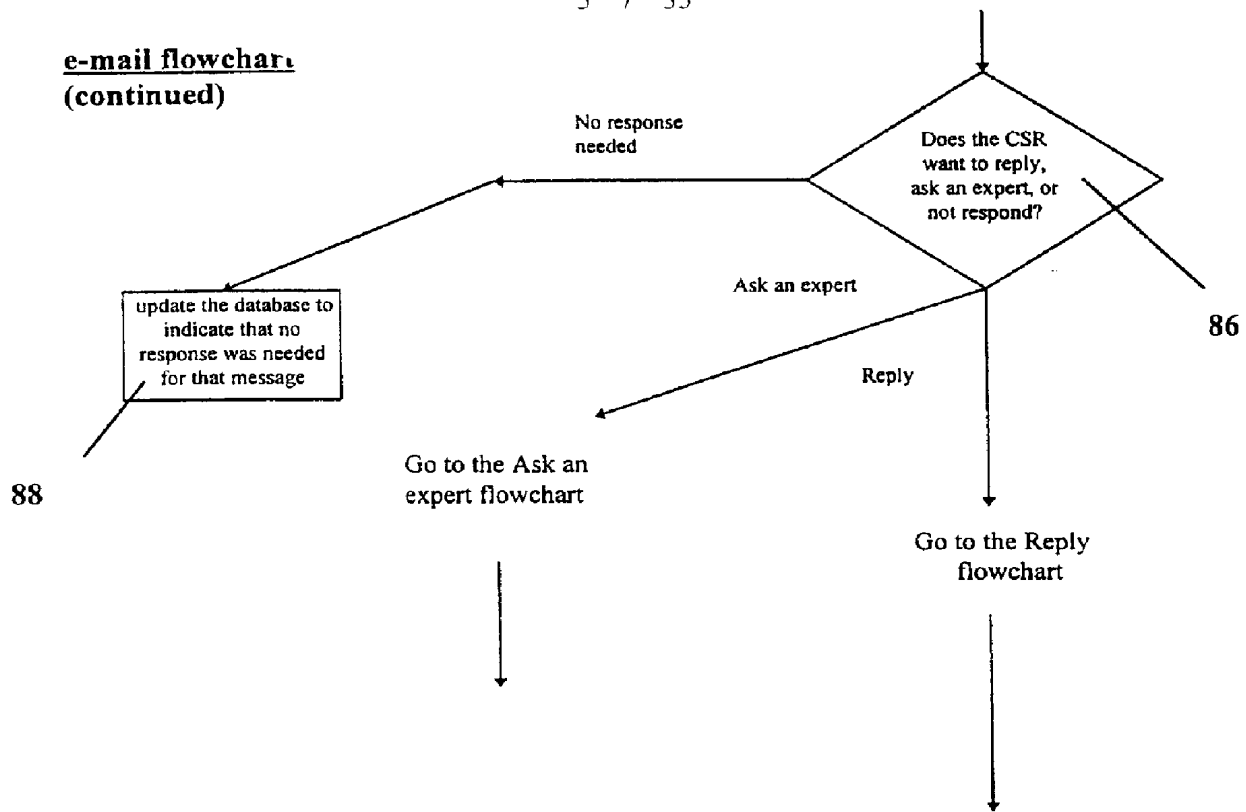 e-mail flowchart
(continued)
No response
needed
Does the CSR
want to reply,
ask an expert, or
not respond?
86
Ask an expert
update the database to
indicate that no
response was needed
for that message
88
Reply
Go to the Ask an
expert flowchart
Go to the Reply
flowchart